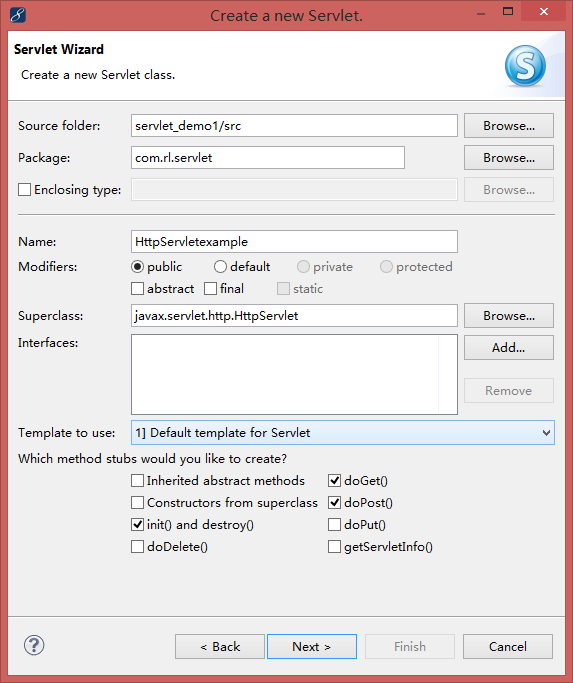 Create a new Servlet.
Servlet Wizard
Create a new Servlet class.
S
Source folder: servlet_demo1/src Browse...
Package: com.rl.servlet Browse...
Enclosing type: Browse...
Name: HttpServletexample
Modifiers: public default private protected
abstract final static
Superclass: javax.servlet.http.HttpServlet Browse...
Interfaces: Add...
Remove
Template to use: 1] Default template for Servlet
Which method stubs would you like to create?
Inherited abstract methods doGet()
Constructors from superclass doPost()
init() and destroy() doPut()
doDelete() getServletInfo()
? < Back Next > Finish Cancel